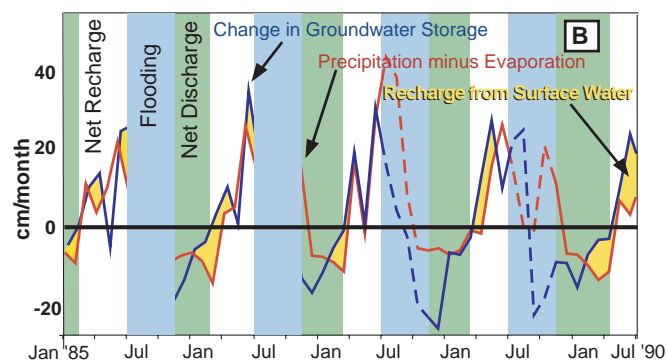 Change in Groundwater Storage
B
Precipitation minus Evaporation
Recharge from Surface Water
Net Recharge
Flooding
Net Discharge
cm/month
40
20
0
-20
Jan '85 Jul Jan Jul Jan Jul Jan Jul Jan Jul '90